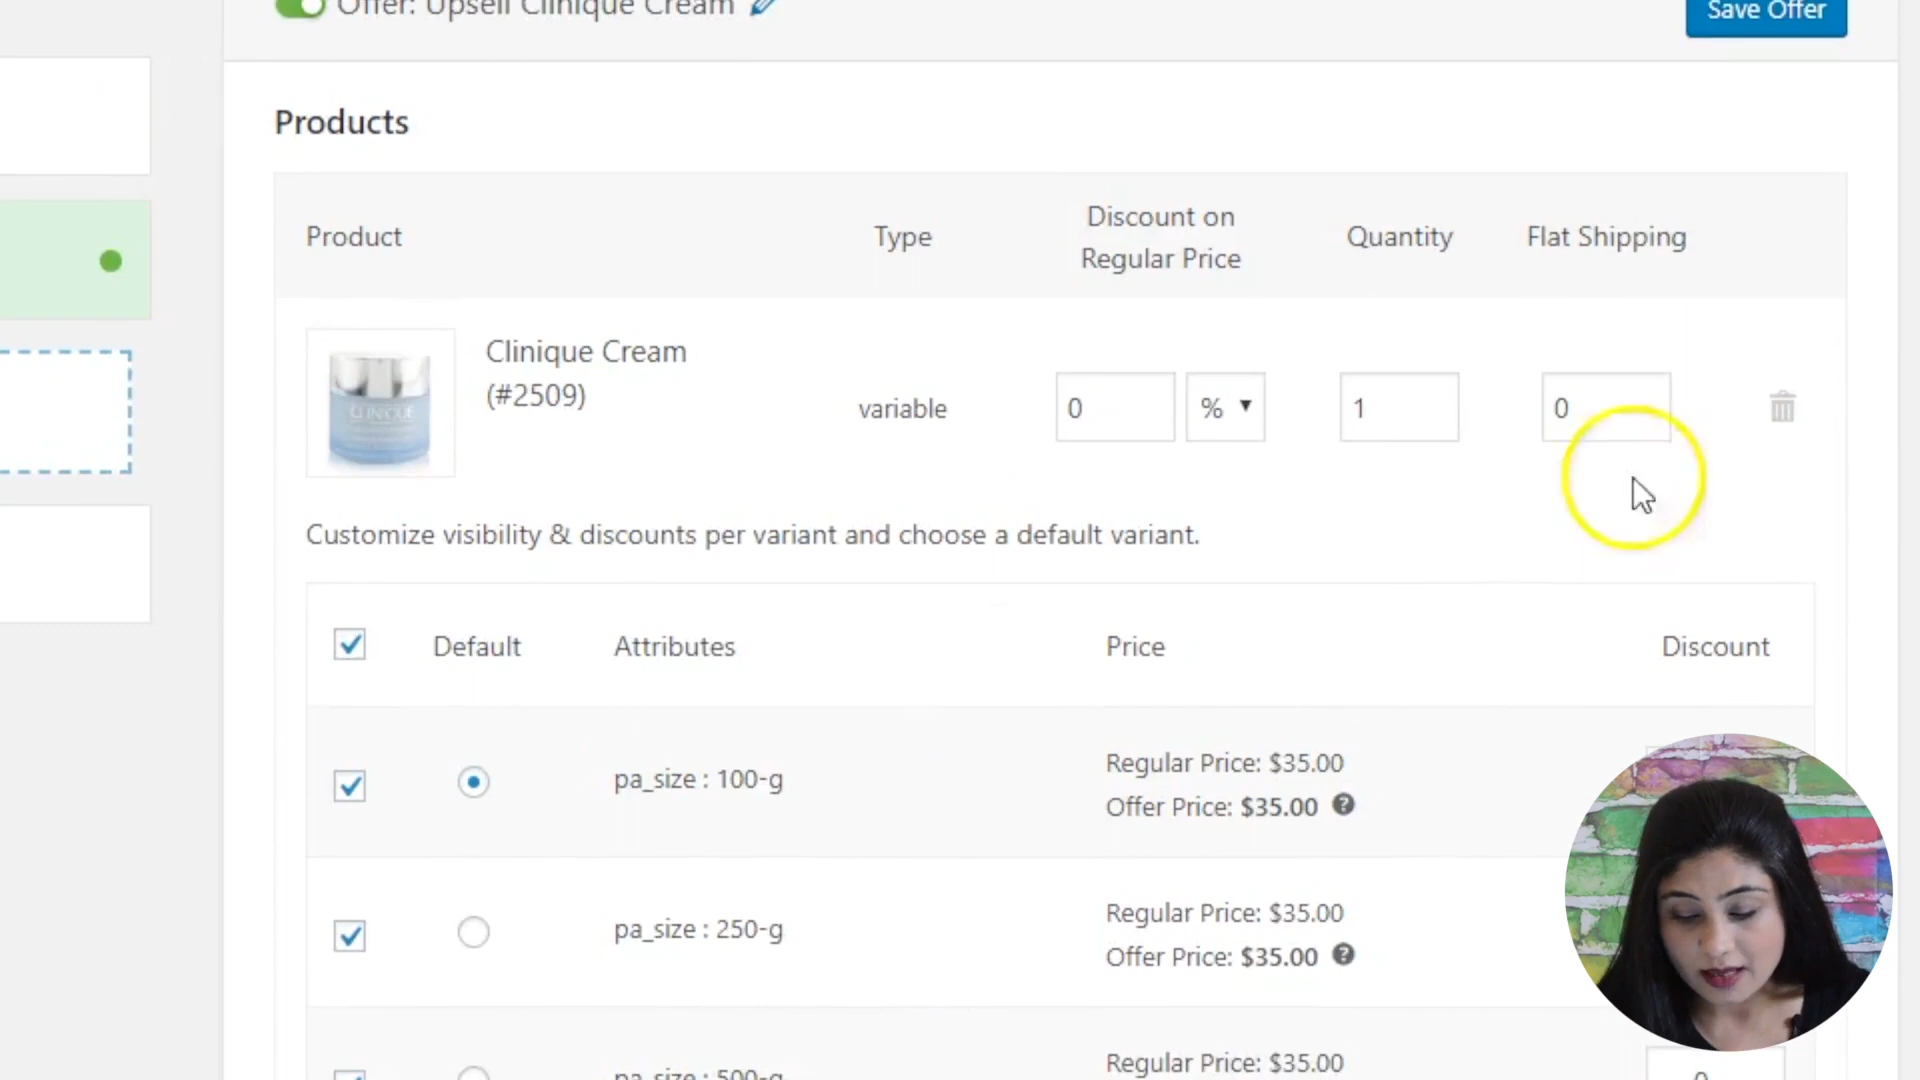 Offer: Upsell Clinique Cream
Save Offer
Products
Product
Type
Discount on
Regular Price
Quantity
Flat Shipping
Clinique Cream
(#2509)
CLINIQUE
variable
0
%
1
0
Customize visibility & discounts per variant and choose a default variant.
Default
Attributes
Price
Discount
pa_size : 100-g
Regular Price: $35.00
Offer Price: $35.00
pa_size : 250-g
Regular Price: $35.00
Offer Price: $35.00
pa_size : 500-g
Regular Price: $35.00
0